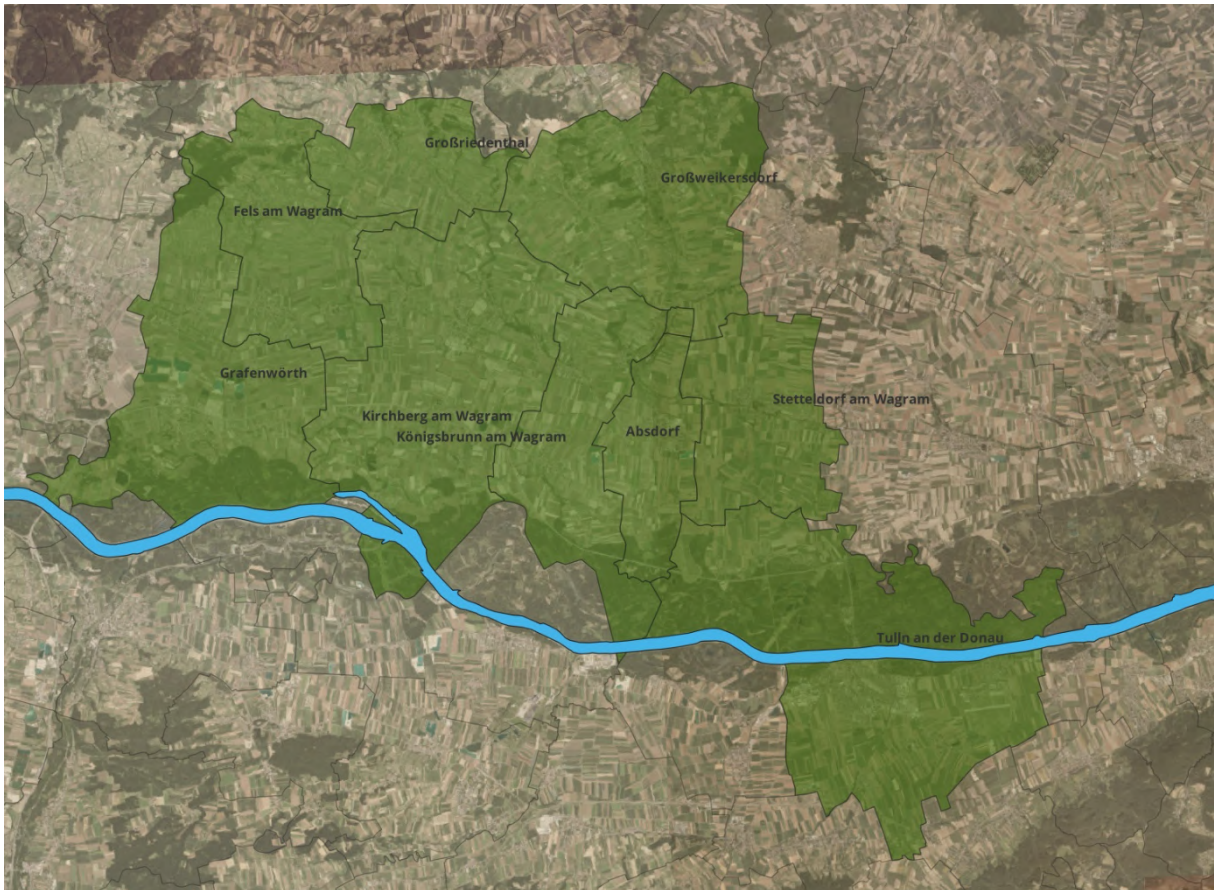 Großriedenthal
Großweikersdorf
Fels am Wagram
Grafenwörth
Stetteldorf am Wagram
Kirchberg am Wagram
Absdorf
Königsbrunn am Wagram
Tulln an der Donau